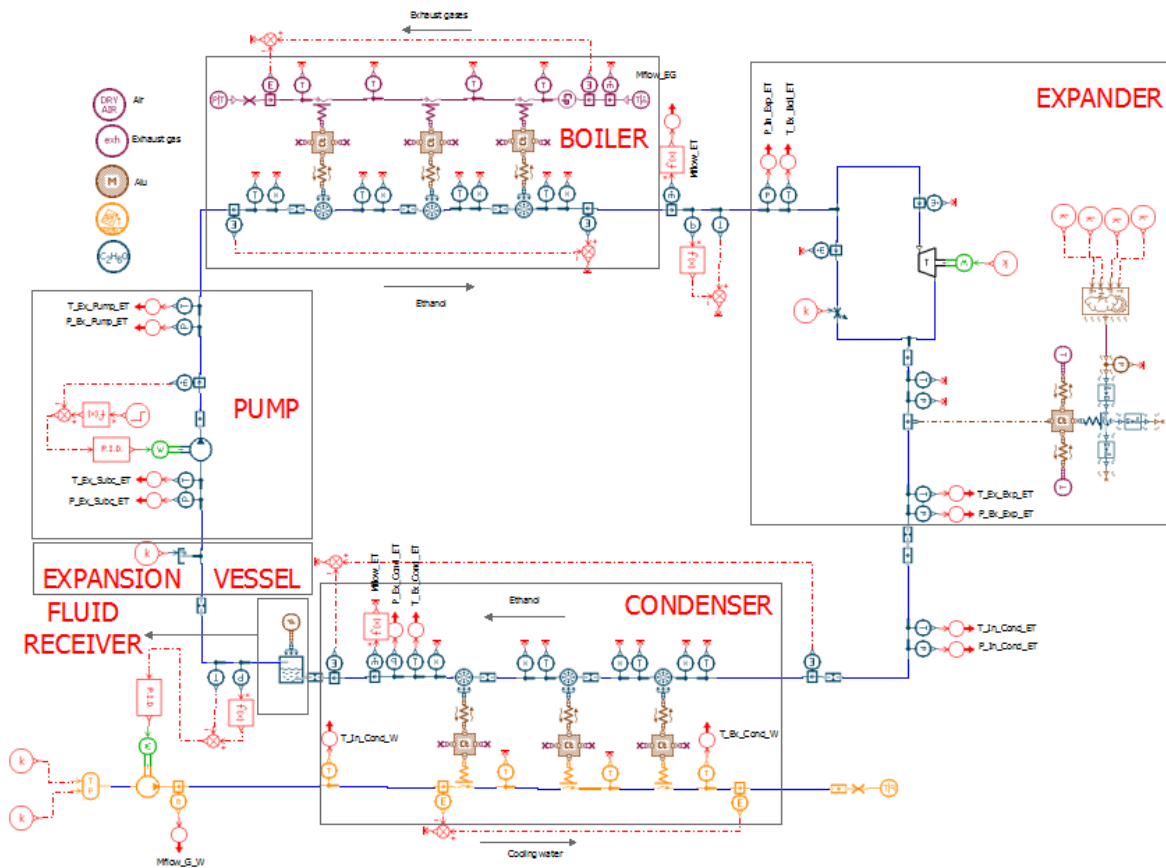 Exhaust gases
Mflow_EG
DRY
AIR
Air
exh
Exhaust gas
M
Alu
C₂H₆O
BOILER
Mflow_ET
P_In_Exp_ET
T_Ex_Boil_ET
EXPANDER
Ethanol
T_Ex_Pump_ET
P_Ex_Pump_ET
PUMP
P.I.D.
T_Ex_Subc_ET
P_Ex_Subc_ET
T_Ex_Exp_ET
P_Ex_Exp_ET
EXPANSION VESSEL
FLUID
RECEIVER
Mflow_ET
P_Ex_Cond_ET
T_Ex_Cond_ET
Ethanol
CONDENSER
T_In_Cond_ET
P_In_Cond_ET
P.I.D.
T_In_Cond_W
T_Ex_Cond_W
Mflow_G_W
Cooling water